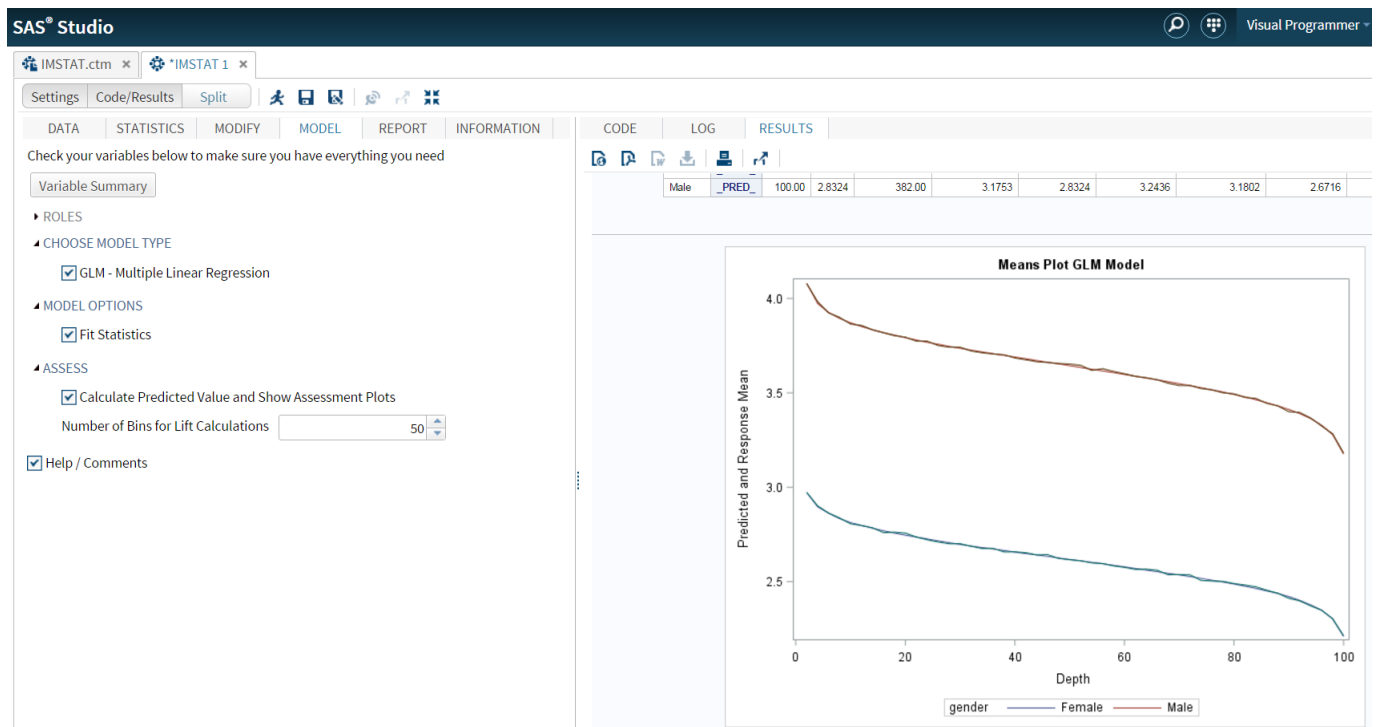 SAS® Studio
Visual Programmer
IMSTAT.ctm ×
*IMSTAT 1 ×
Settings Code/Results Split
DATA STATISTICS MODIFY MODEL REPORT INFORMATION
Check your variables below to make sure you have everything you need
Variable Summary
ROLES
CHOOSE MODEL TYPE
GLM - Multiple Linear Regression
MODEL OPTIONS
Fit Statistics
ASSESS
Calculate Predicted Value and Show Assessment Plots
Number of Bins for Lift Calculations 50
Help / Comments
CODE LOG RESULTS
Male _PRED_ 100.00 2.8324 382.00 3.1753 2.8324 3.2436 3.1802 2.6716
Means Plot GLM Model
Predicted and Response Mean
4.0
3.5
3.0
2.5
0 20 40 60 80 100
Depth
gender Female Male